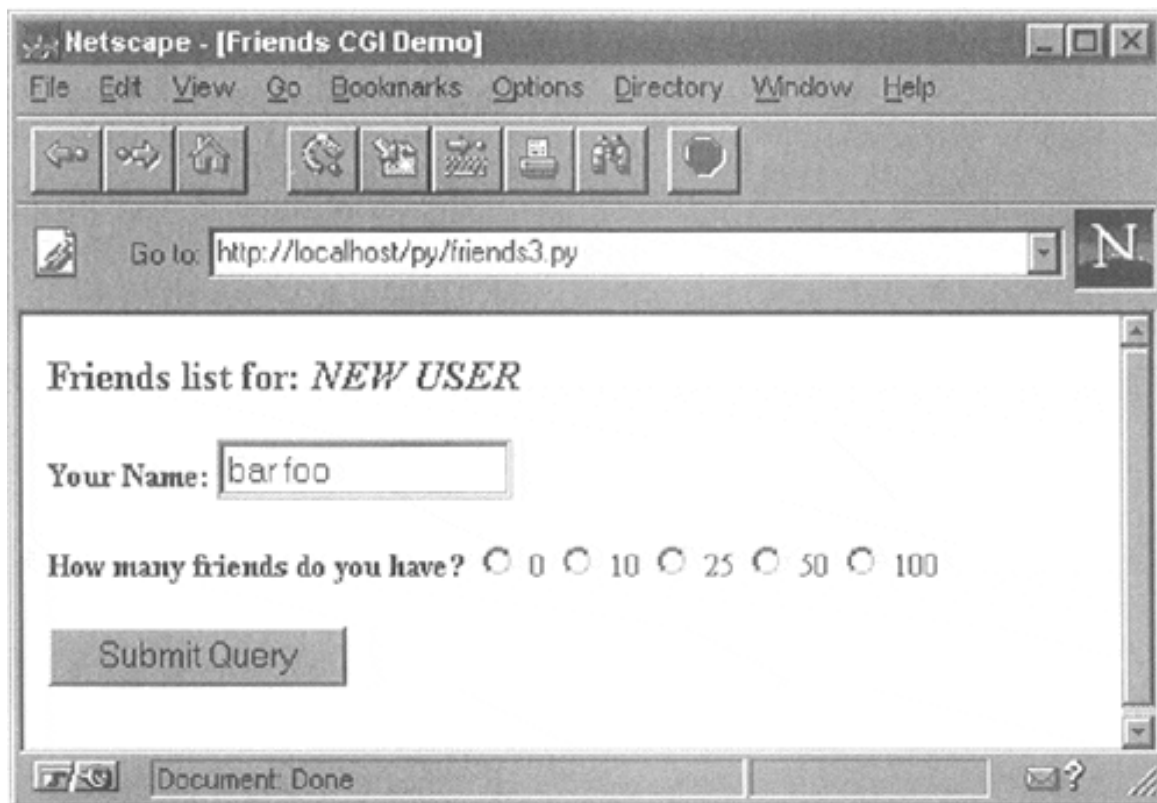 Netscape - [Friends CGI Demo]
File Edit View Go Bookmarks Options Directory Window Help
Go to: http://localhost/py/friends3.py
N
Friends list for: NEW USER
Your Name: bar foo
How many friends do you have? 0 10 25 50 100
Submit Query
Document: Done
?